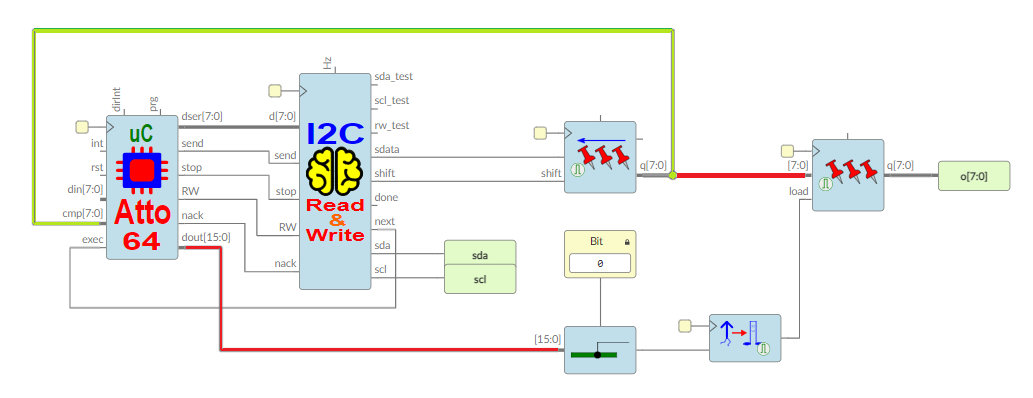 Hz
sda_test
dirInt
prg
scl_test
dser[7:0]
d[7:0]
uC
I2C
rw_test
int
send
send
sdata
rst
stop
shift
shift
q[7:0]
[7:0]
q[7:0]
o[7:0]
din[7:0]
RW
stop
done
load
Atto
Read
cmp[7:0]
nack
&
next
RW
Write
exec
64
dout[15:0]
sda
sda
Bit
0
nack
scl
scl
[15:0]